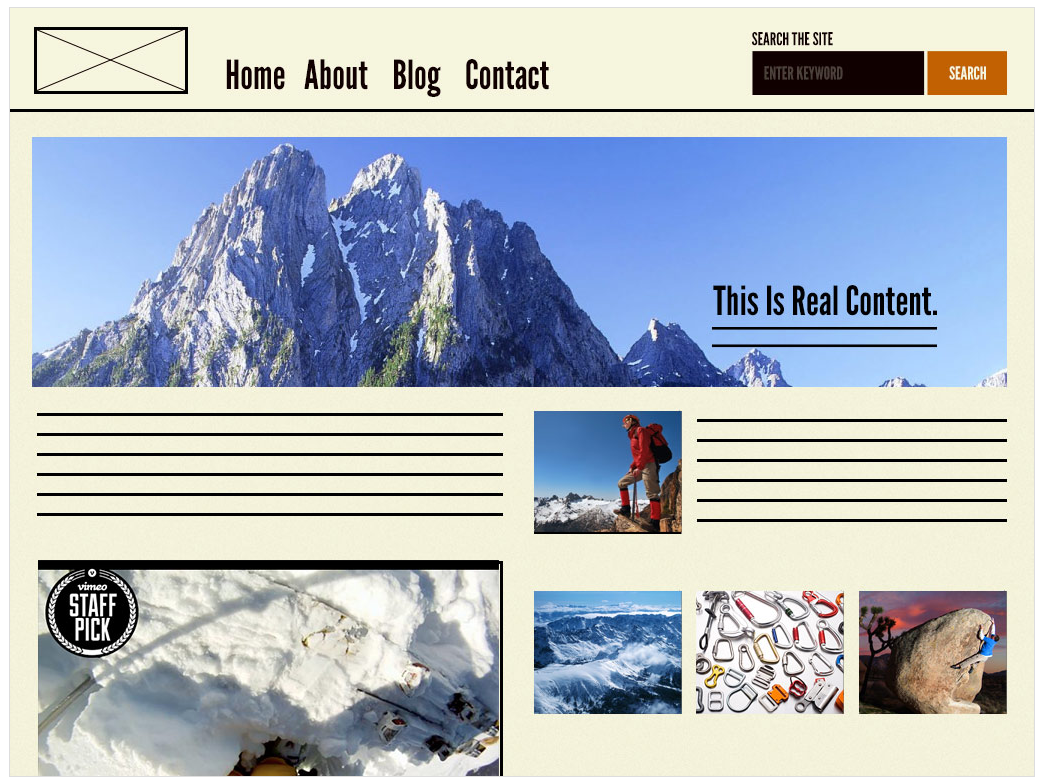 SEARCH THE SITE
Home About Blog Contact
ENTER KEYWORD
SEARCH
This Is Real Content.
vimeo
STAFF
PICK